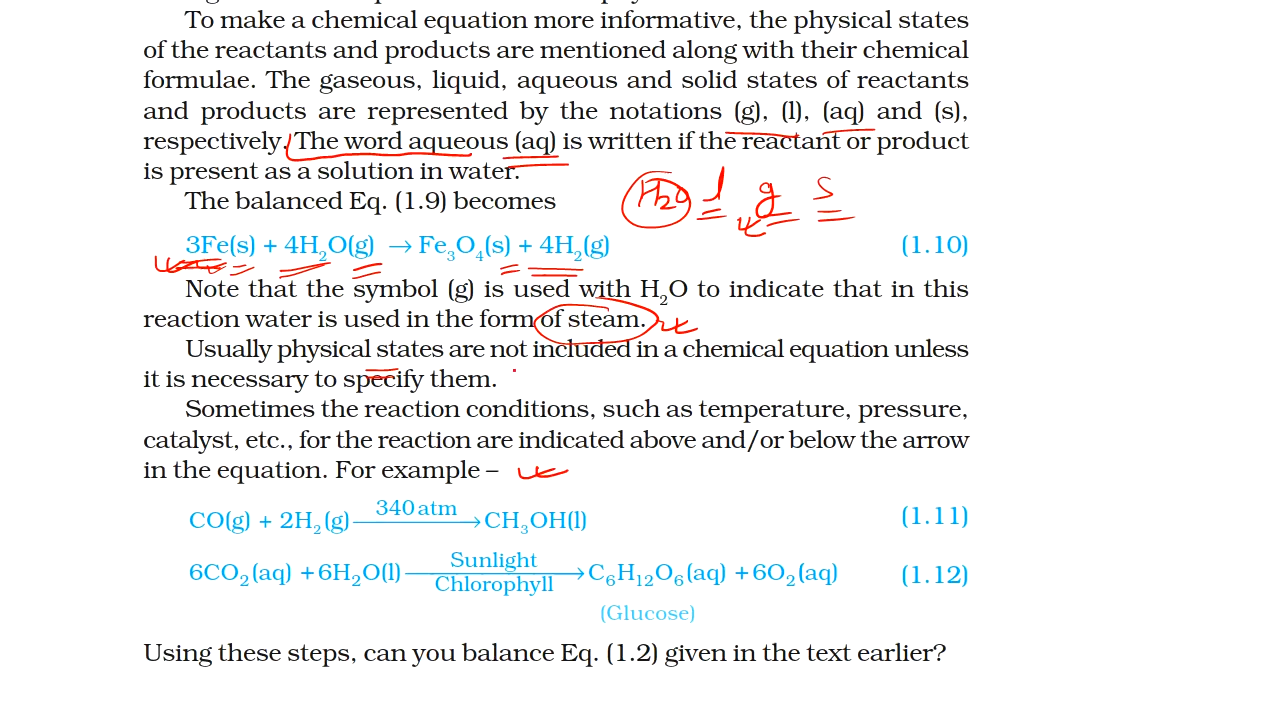 To make a chemical equation more informative, the physical states
of the reactants and products are mentioned along with their chemical
formulae. The gaseous, liquid, aqueous and solid states of reactants
and products are represented by the notations (g), (l), (aq) and (s),
respectively. The word aqueous (aq) is written if the reactant or product
is present as a solution in water.
H₂O l g s
The balanced Eq. (1.9) becomes
3Fe(s) + 4H₂O(g) → Fe₃O₄(s) + 4H₂(g) (1.10)
Note that the symbol (g) is used with H₂O to indicate that in this
reaction water is used in the form of steam.
Usually physical states are not included in a chemical equation unless
it is necessary to specify them.
Sometimes the reaction conditions, such as temperature, pressure,
catalyst, etc., for the reaction are indicated above and/or below the arrow
in the equation. For example –
340 atm
CO(g) + 2H₂(g) → CH₃OH(l) (1.11)
Sunlight
6CO₂(aq) + 6H₂O(l) → C₆H₁₂O₆(aq) + 6O₂(aq) (1.12)
Chlorophyll
(Glucose)
Using these steps, can you balance Eq. (1.2) given in the text earlier?